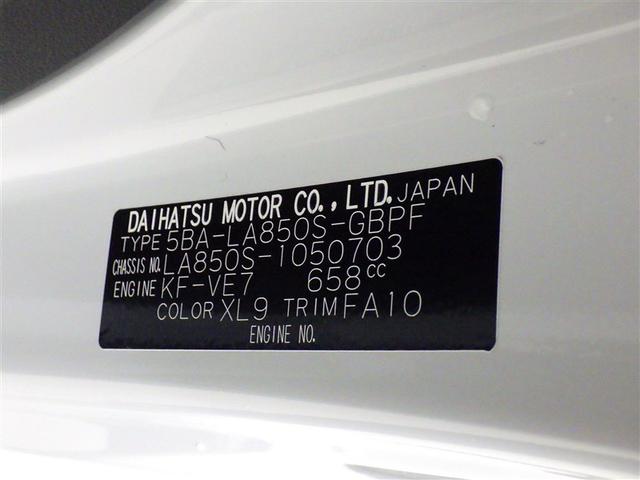 DAIHATSU MOTOR CO., LTD. JAPAN
TYPE 5BA-LA850S-GBPF
CHASSIS NO. LA850S-1050703
ENGINE KF-VE7 658cc
COLOR XL9 TRIM FA10
ENGINE NO.